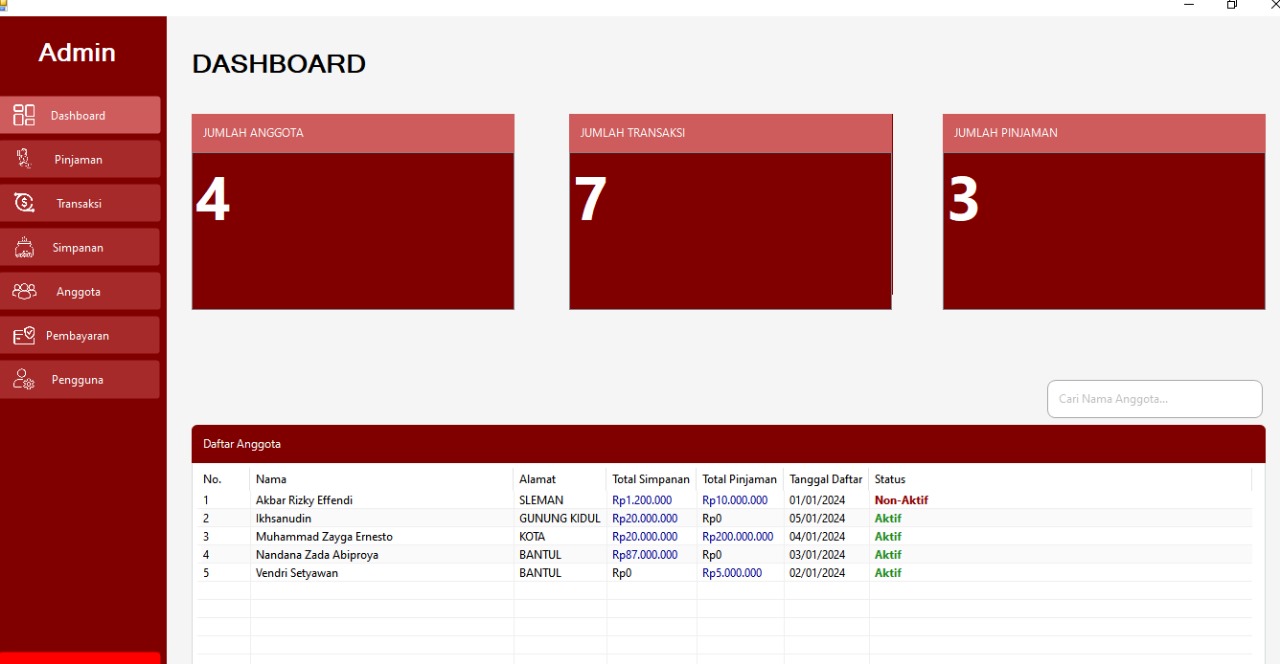 Admin
Dashboard
Pinjaman
Transaksi
Simpanan
Anggota
Pembayaran
Pengguna
DASHBOARD
JUMLAH ANGGOTA
4
JUMLAH TRANSAKSI
7
JUMLAH PINJAMAN
3
Cari Nama Anggota...
Daftar Anggota
No. Nama Alamat Total Simpanan Total Pinjaman Tanggal Daftar Status
1 Akbar Rizky Effendi SLEMAN Rp1.200.000 Rp10.000.000 01/01/2024 Non-Aktif
2 Ikhsanudin GUNUNG KIDUL Rp20.000.000 Rp0 05/01/2024 Aktif
3 Muhammad Zayga Ernesto KOTA Rp20.000.000 Rp200.000.000 04/01/2024 Aktif
4 Nandana Zada Abiproya BANTUL Rp87.000.000 Rp0 03/01/2024 Aktif
5 Vendri Setyawan BANTUL Rp0 Rp5.000.000 02/01/2024 Aktif